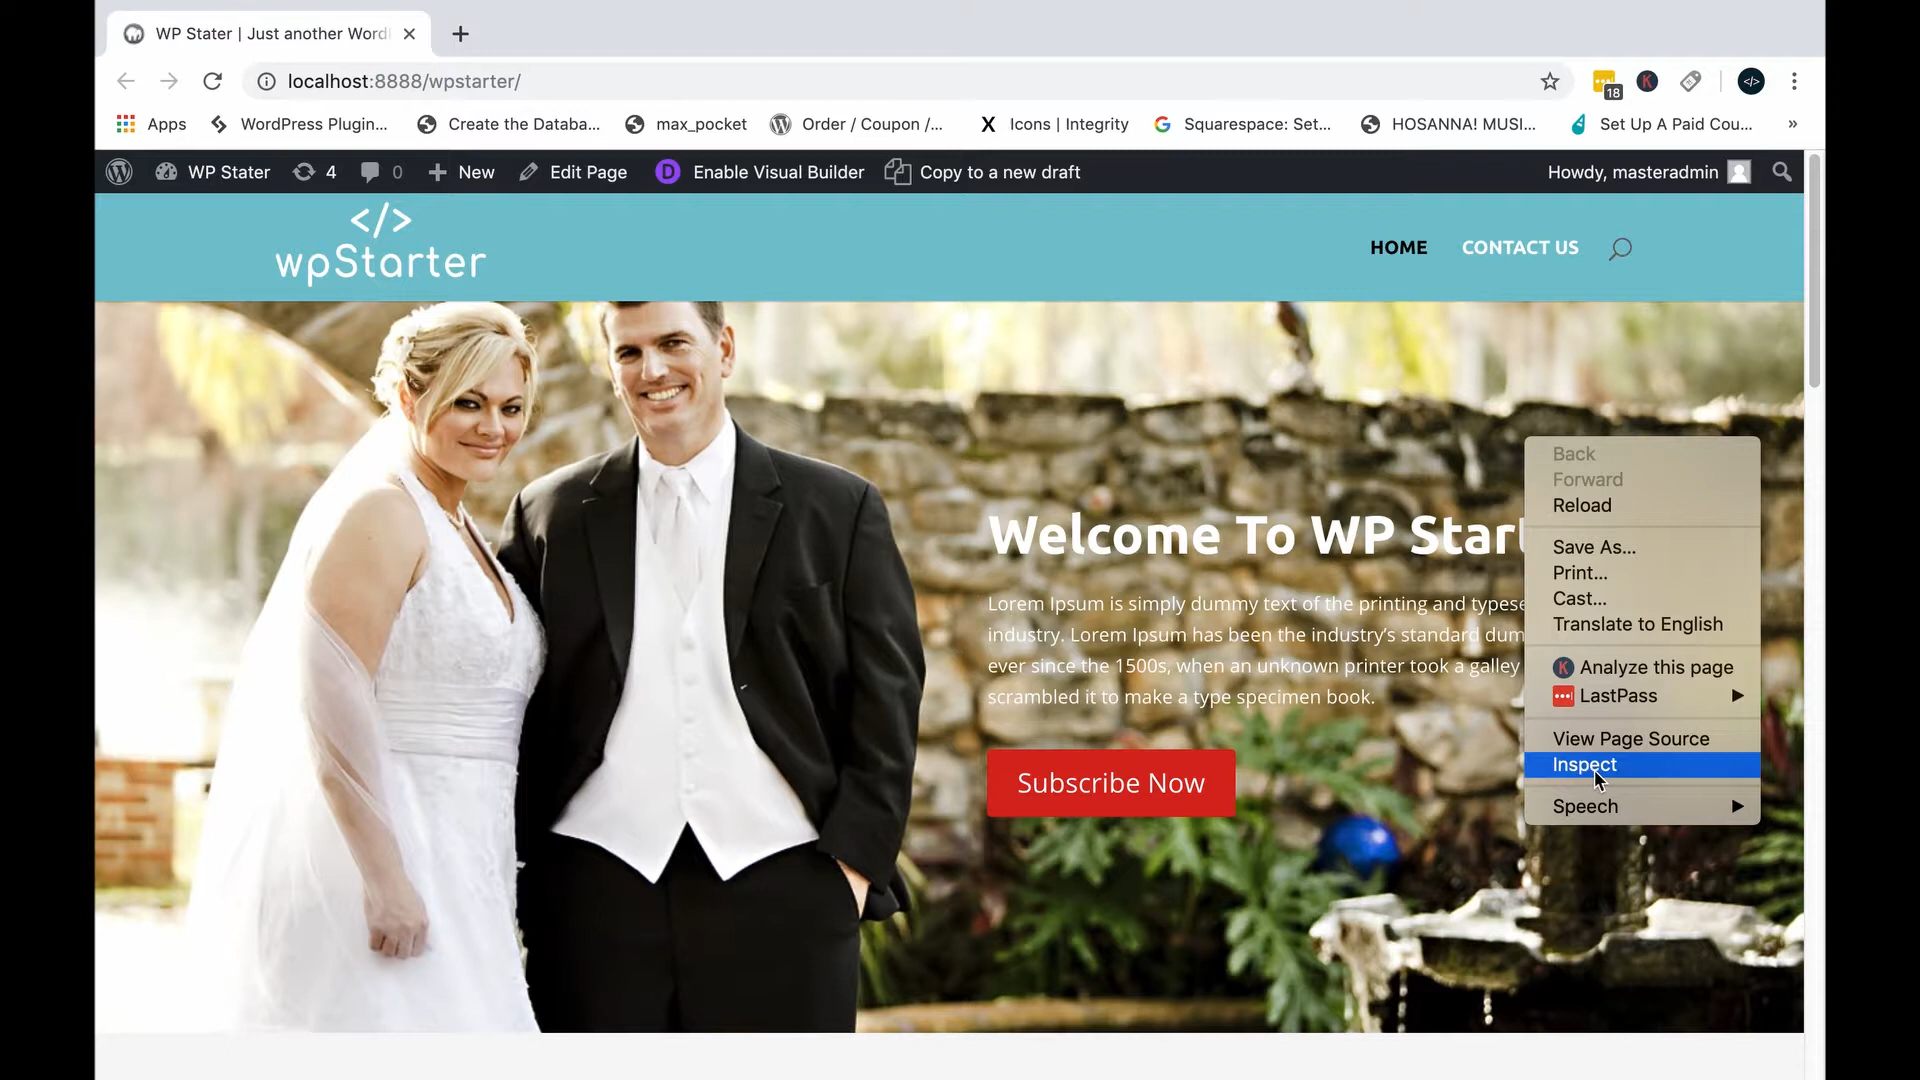 WP Stater | Just another Word
localhost:8888/wpstarter/
18
K
</>
Apps
WordPress Plugin...
Create the Databa...
max_pocket
Order / Coupon /...
X
Icons | Integrity
G
Squarespace: Set...
HOSANNA! MUSI...
Set Up A Paid Cou...
»
WP Stater
4
0
New
Edit Page
D
Enable Visual Builder
Copy to a new draft
Howdy, masteradmin
</>
wpStarter
HOME
CONTACT US
Welcome To WP Start
Lorem Ipsum is simply dummy text of the printing and typese
industry. Lorem Ipsum has been the industry's standard dum
ever since the 1500s, when an unknown printer took a galley
scrambled it to make a type specimen book.
Subscribe Now
Back
Forward
Reload
Save As...
Print...
Cast...
Translate to English
K Analyze this page
LastPass
View Page Source
Inspect
Speech